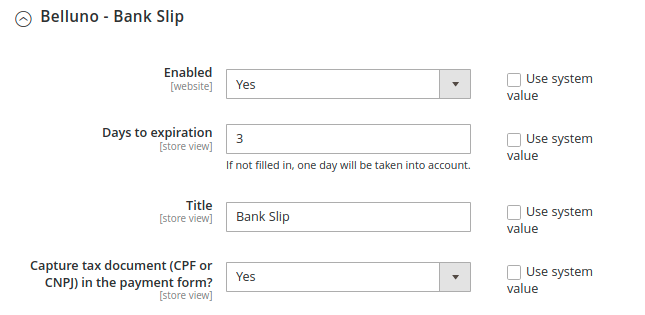 Belluno - Bank Slip
Enabled
[website]
Yes
Use system
value
Days to expiration
[store view]
3
If not filled in, one day will be taken into account.
Use system
value
Title
[store view]
Bank Slip
Use system
value
Capture tax document (CPF or
CNPJ) in the payment form?
[store view]
Yes
Use system
value